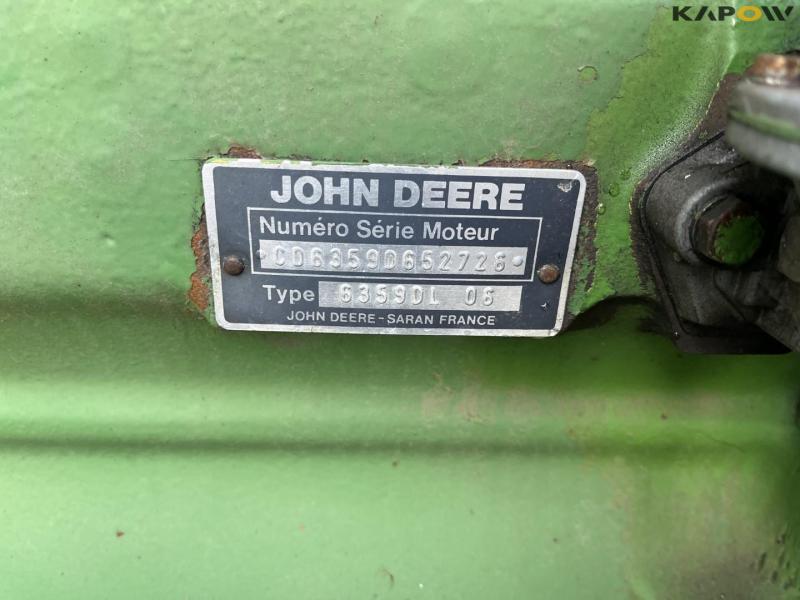 KAPOW
JOHN DEERE
Numéro Série Moteur
CD6359D652726
Type 6359DL 06
JOHN DEERE-SARAN FRANCE